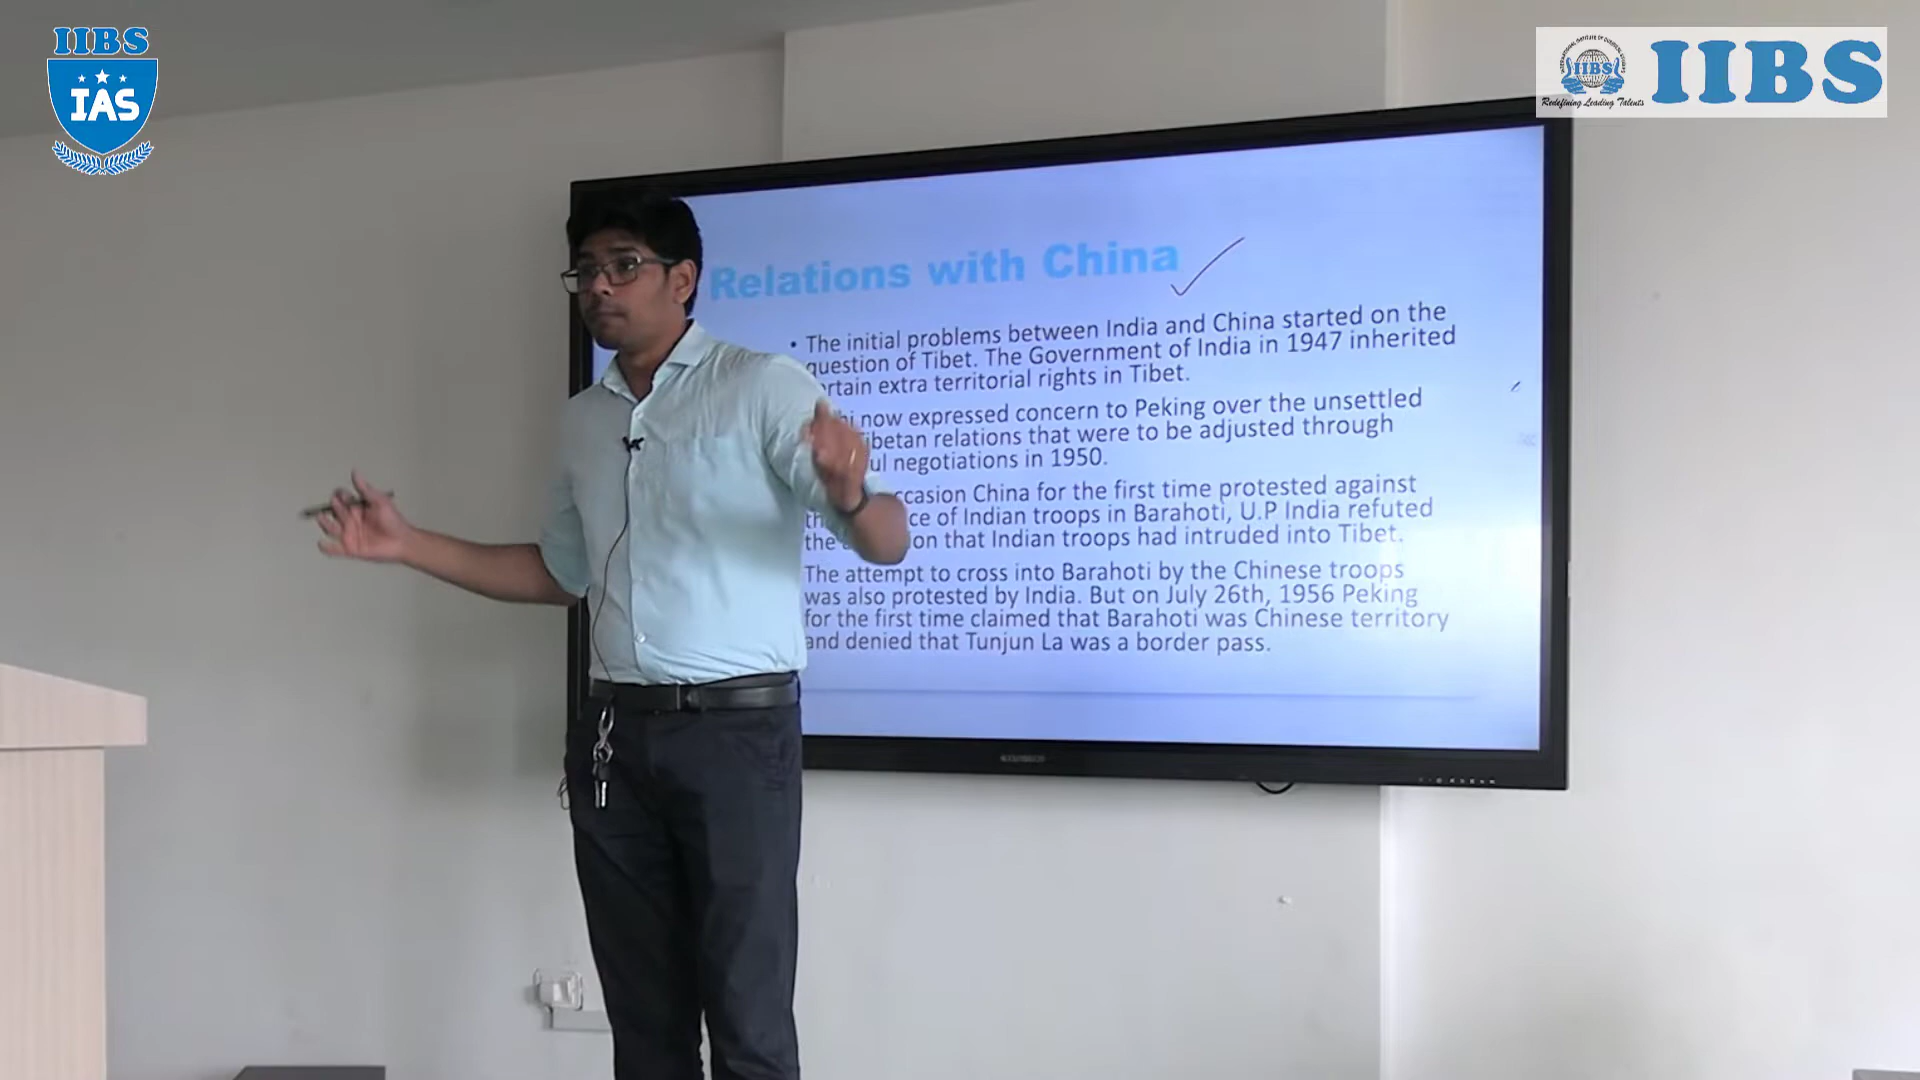 IIBS
IAS
IIBS
Redefining Leading Talents
IIBS
Relations with China
• The initial problems between India and China started on the
question of Tibet. The Government of India in 1947 inherited
extra territorial rights in Tibet.
now expressed concern to Peking over the unsettled
relations that were to be adjusted through
negotiations in 1950.
China for the first time protested against
of Indian troops in Barahoti, U.P India refuted
the that Indian troops had intruded into Tibet.
The attempt to cross into Barahoti by the Chinese troops
was also protested by India. But on July 26th, 1956 Peking
for the first time claimed that Barahoti was Chinese territory
and denied that Tunjun La was a border pass.